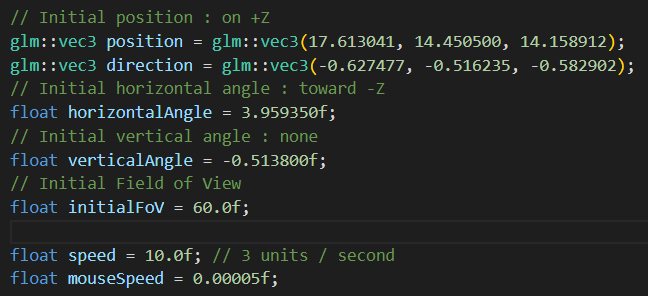 // Initial position : on +Z
glm::vec3 position = glm::vec3(17.613041, 14.450500, 14.158912);
glm::vec3 direction = glm::vec3(-0.627477, -0.516235, -0.582902);
// Initial horizontal angle : toward -Z
float horizontalAngle = 3.959350f;
// Initial vertical angle : none
float verticalAngle = -0.513800f;
// Initial Field of View
float initialFoV = 60.0f;
float speed = 10.0f; // 3 units / second
float mouseSpeed = 0.00005f;